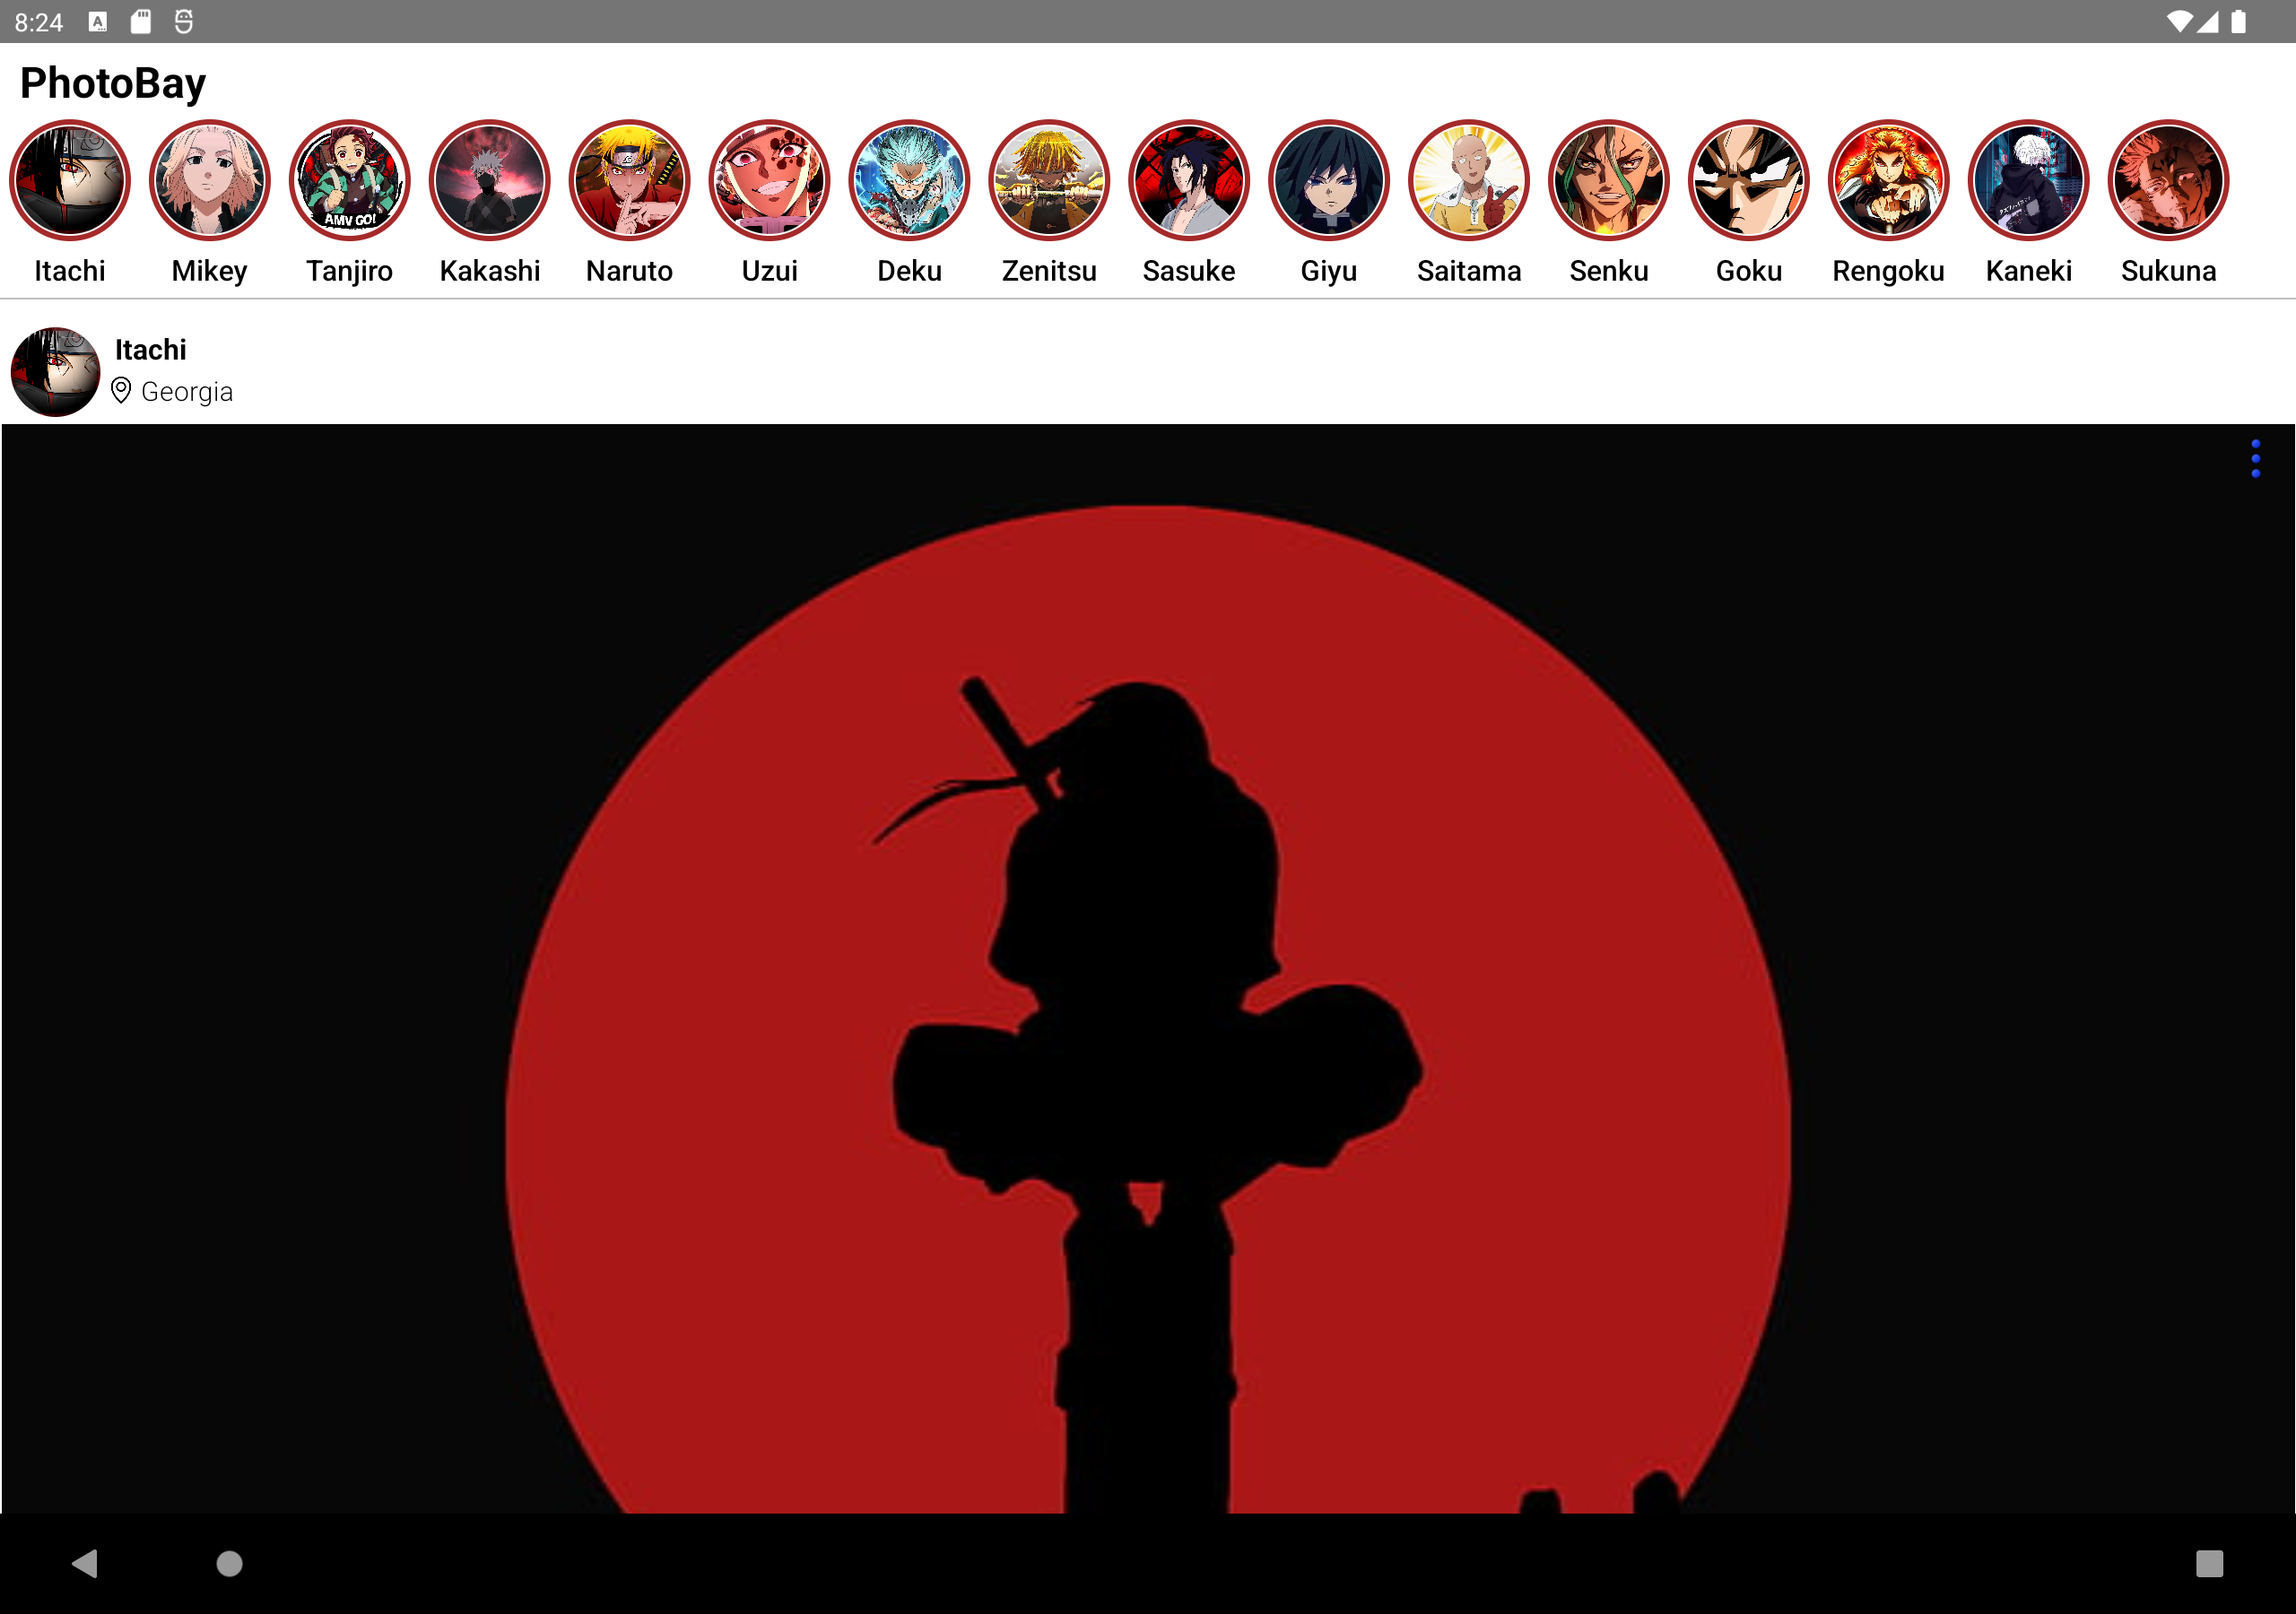 8:24
PhotoBay
AMV GO!
Itachi
Mikey
Tanjiro
Kakashi
Naruto
Uzui
Deku
Zenitsu
Sasuke
Giyu
Saitama
Senku
Goku
Rengoku
Kaneki
Sukuna
Itachi
Georgia